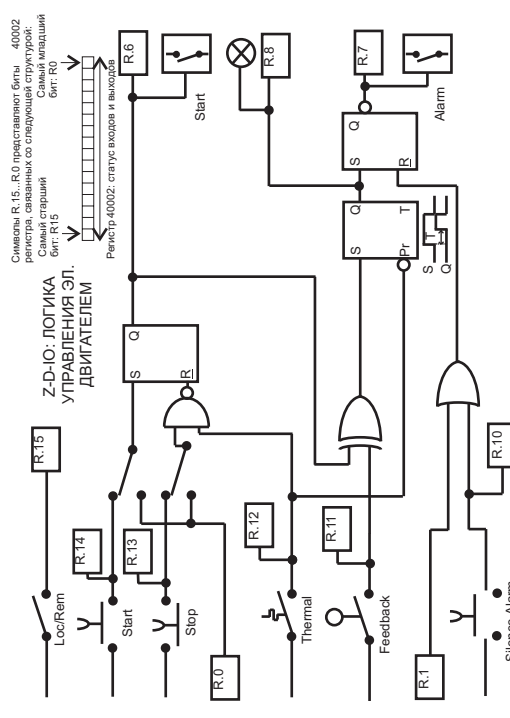 Символы R.15...R.0 представляют биты 40002
регистра, связанных со следующей структурой:
Самый старший
бит: R15
Самый младший
бит: R0
Регистр 40002: статус входов и выходов
Z-D-IO: ЛОГИКА
УПРАВЛЕНИЯ ЭЛ.
ДВИГАТЕЛЕМ
R.15
Loc/Rem
R.14
Start
R.13
Stop
R.0
R.12
Thermal
R.11
Feedback
R.1
R.10
Silence Alarm
S
Q
R
R.6
Start
R.8
S
Q
Pr
T
S
T
Q
S
Q
R
R.7
Alarm